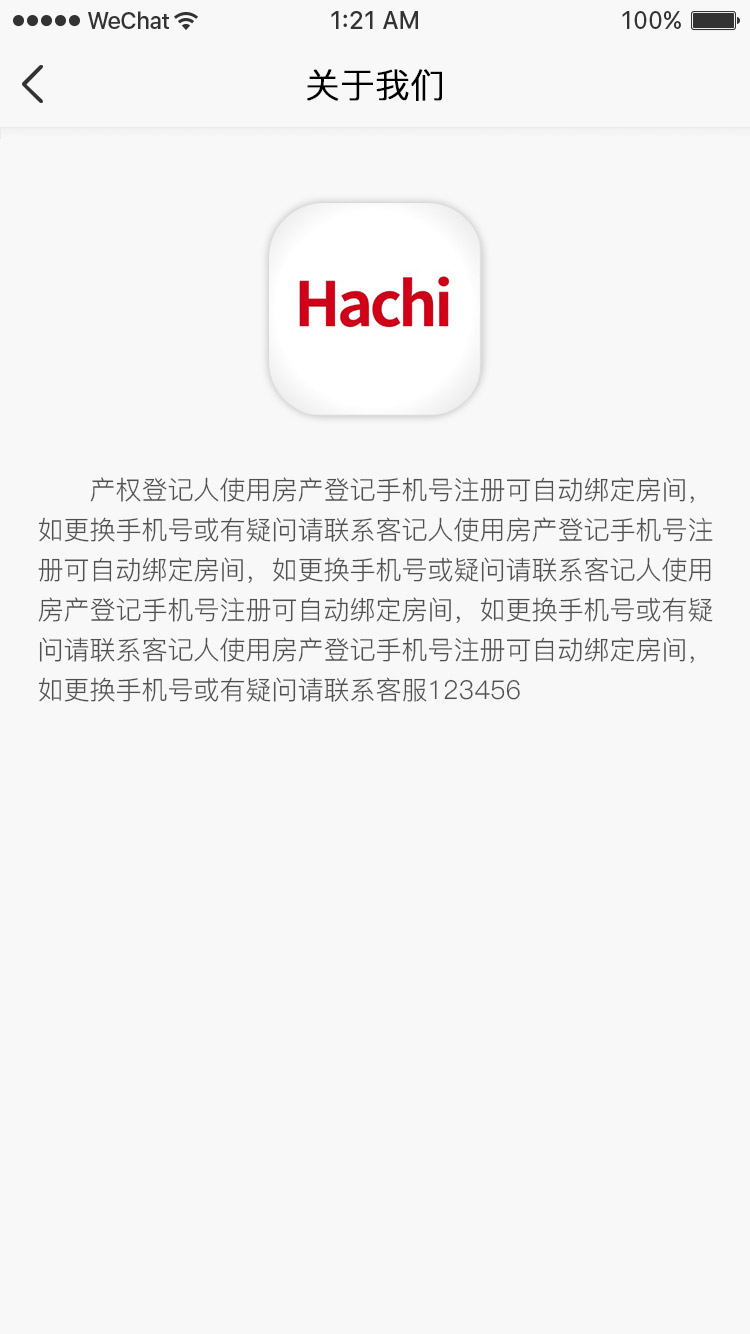 WeChat 1:21 AM 100%
关于我们
Hachi
产权登记人使用房产登记手机号注册可自动绑定房间，
如更换手机号或有疑问请联系客记人使用房产登记手机号注
册可自动绑定房间，如更换手机号或疑问请联系客记人使用
房产登记手机号注册可自动绑定房间，如更换手机号或有疑
问请联系客记人使用房产登记手机号注册可自动绑定房间，
如更换手机号或有疑问请联系客服123456